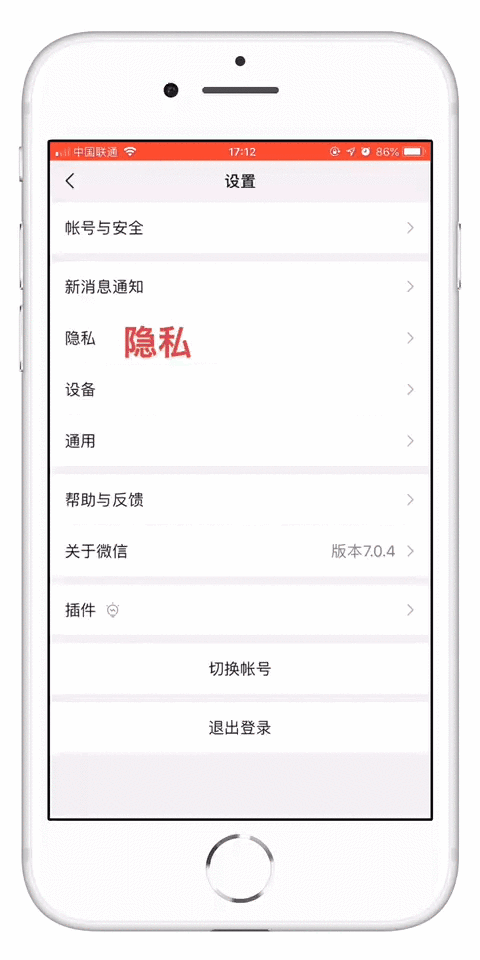 中国联通 17:12 86%
设置
帐号与安全
新消息通知
隐私 隐私
设备
通用
帮助与反馈
关于微信 版本7.0.4
插件
切换帐号
退出登录